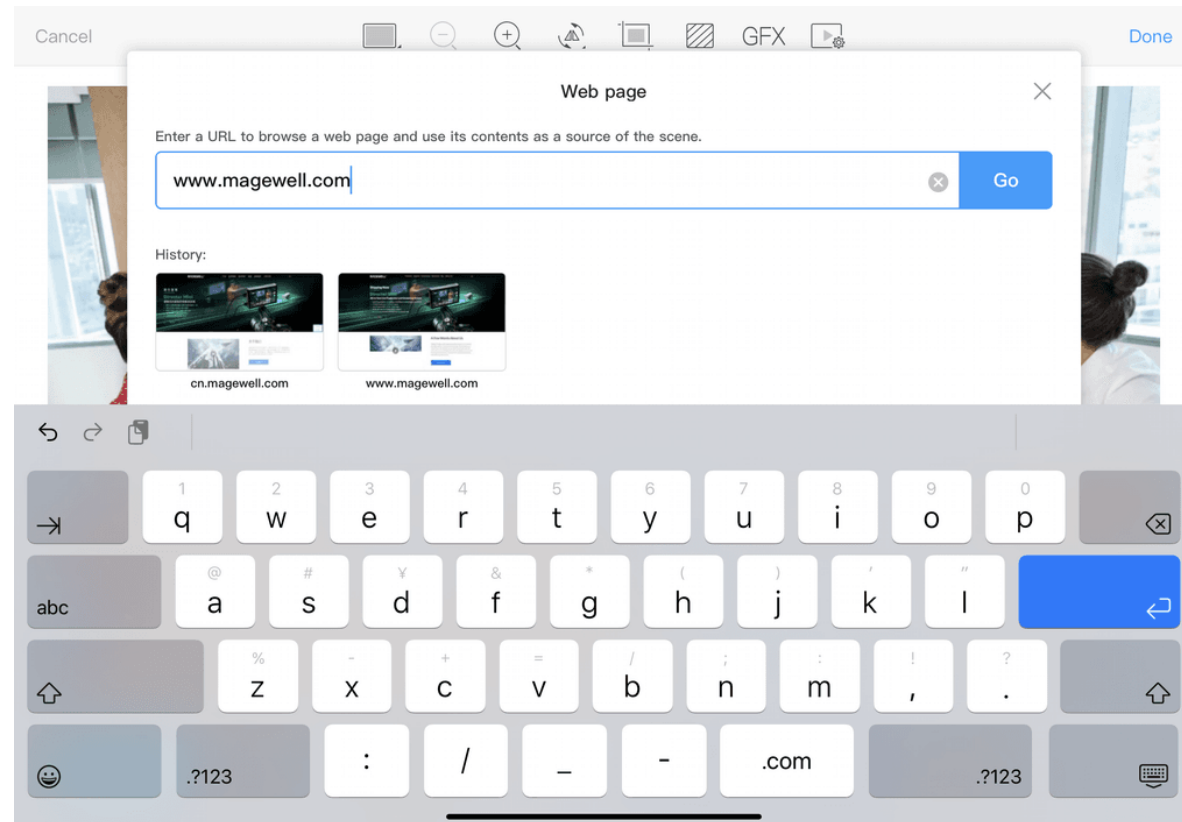 Cancel
GFX
Done
Web page
Enter a URL to browse a web page and use its contents as a source of the scene.
www.magewell.com
Go
History:
cn.magewell.com
www.magewell.com
1 2 3 4 5 6 7 8 9 0
q w e r t y u i o p
@ # ¥ & * ( ) ' "
abc a s d f g h j k l
% - + = / ; : ! ?
z x c v b n m , .
.?123 : / _ - .com .?123